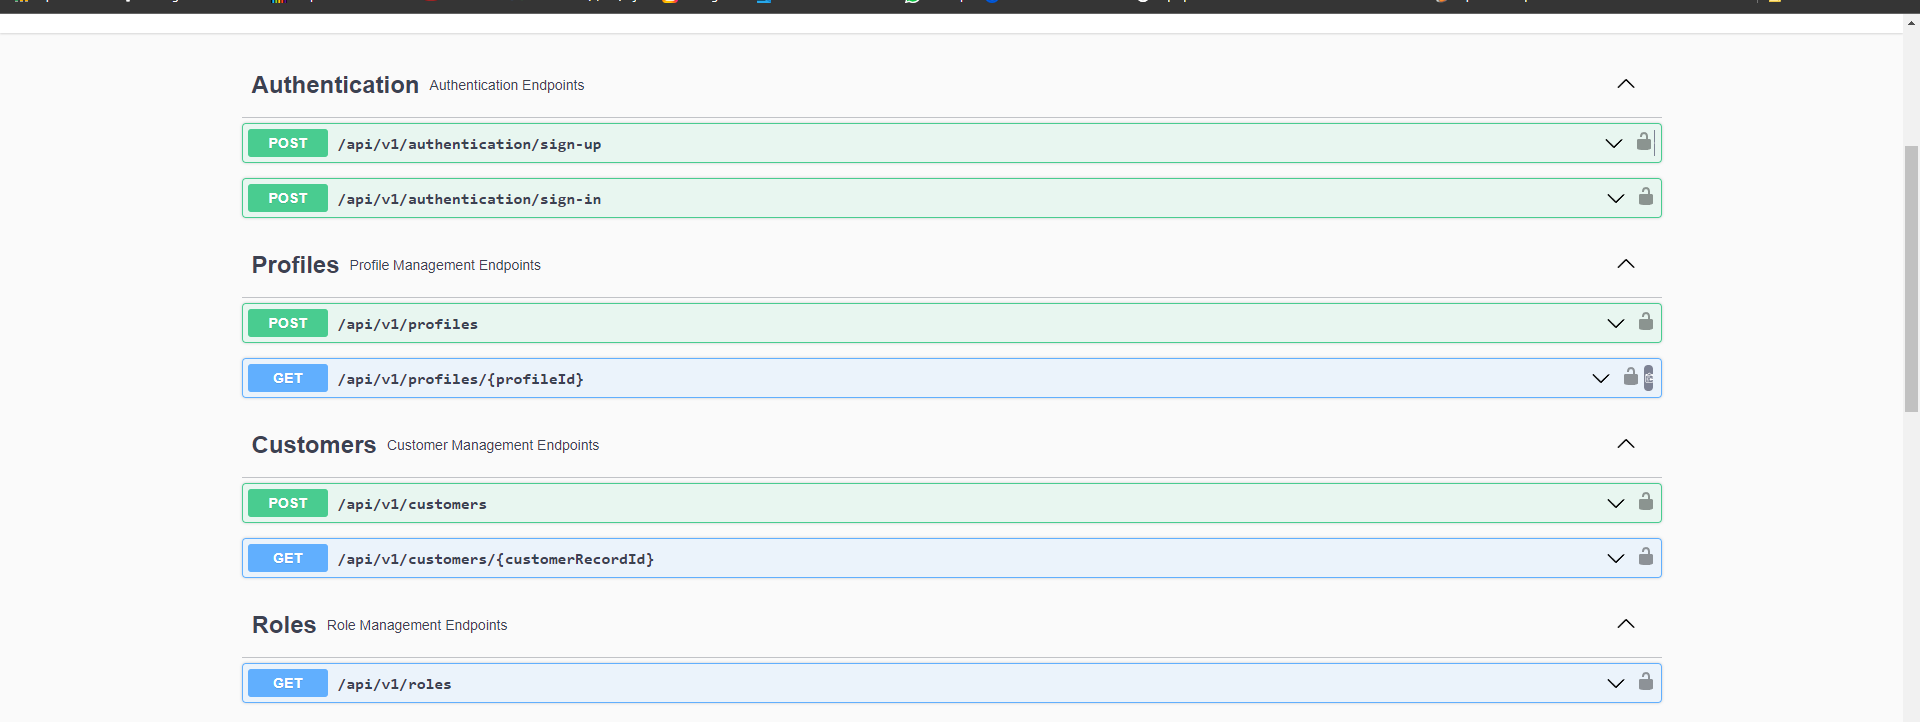 Authentication Authentication Endpoints
POST /api/v1/authentication/sign-up
POST /api/v1/authentication/sign-in
Profiles Profile Management Endpoints
POST /api/v1/profiles
GET /api/v1/profiles/{profileId}
Customers Customer Management Endpoints
POST /api/v1/customers
GET /api/v1/customers/{customerRecordId}
Roles Role Management Endpoints
GET /api/v1/roles